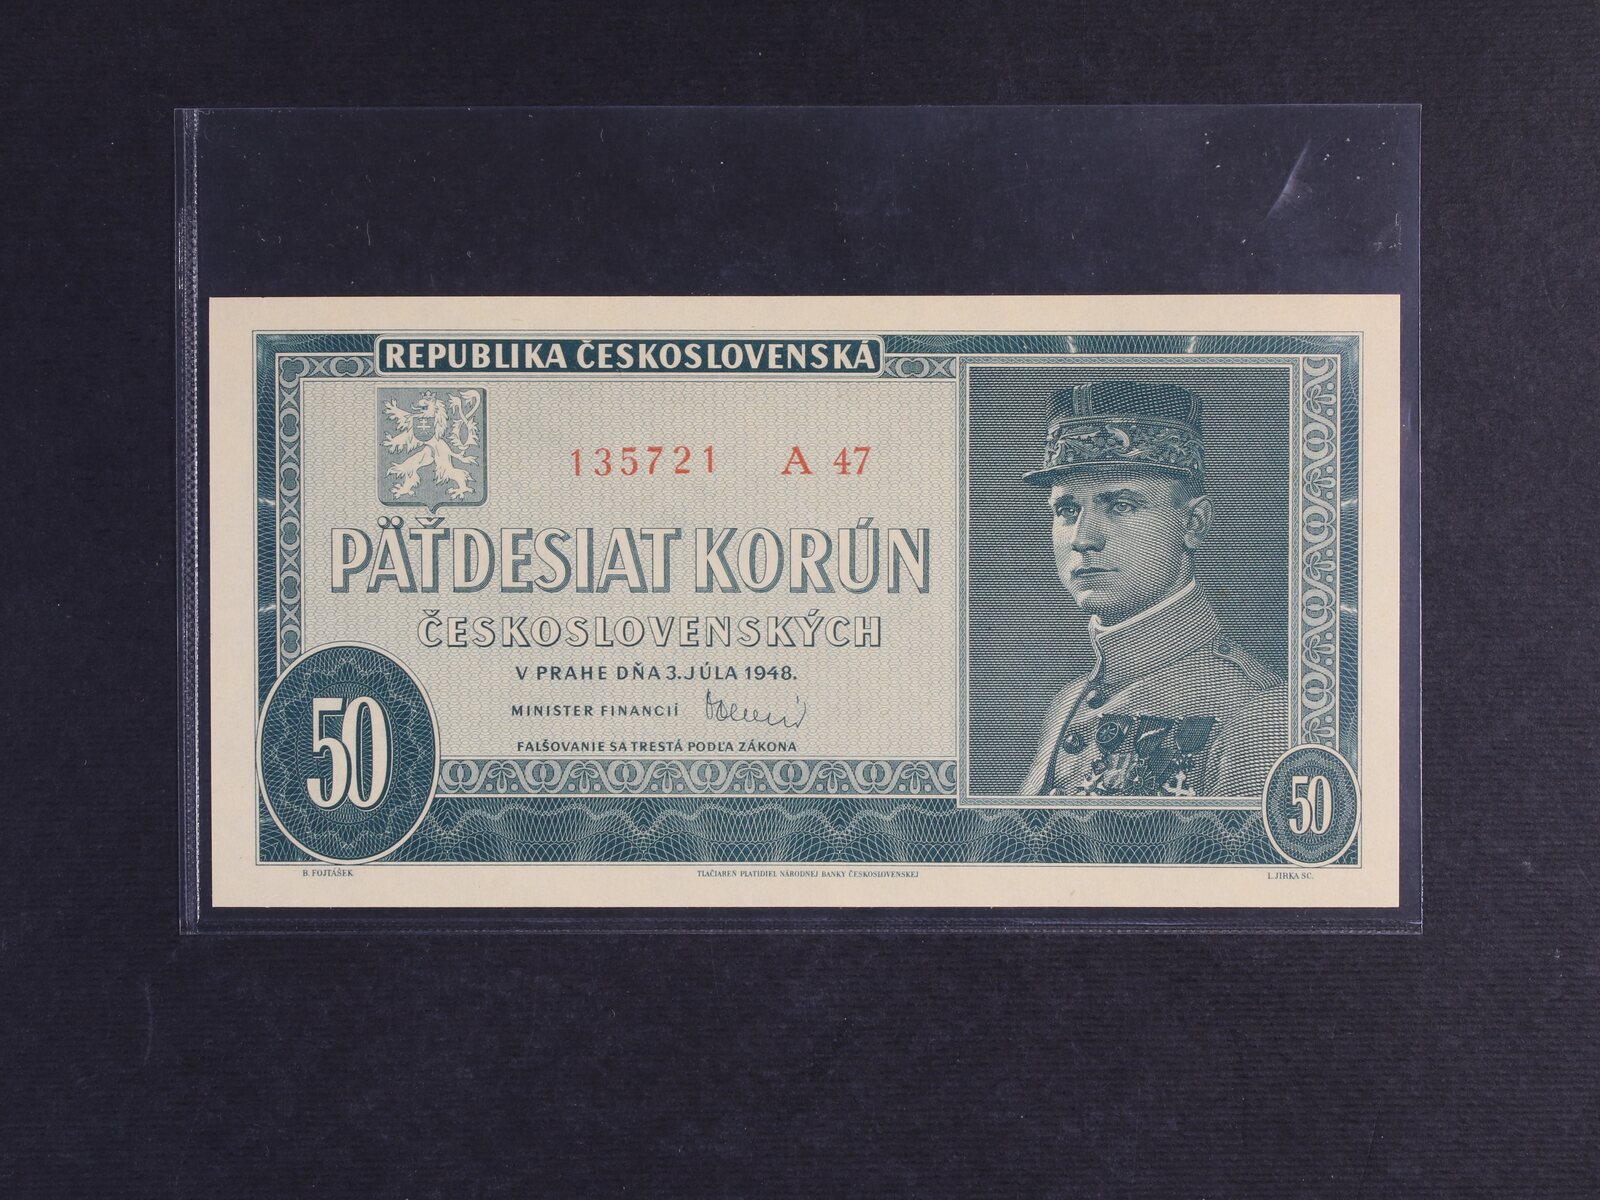 REPUBLIKA ČESKOSLOVENSKÁ
135721 A 47
PÄŤDESIAT KORÚN
ČESKOSLOVENSKÝCH
V PRAHE DŇA 3. JÚLA 1948.
MINISTER FINANCIÍ
FALŠOVANIE SA TRESTÁ PODĽA ZÁKONA
50
50
B. FOJTÁŠEK
TLAČIAREŇ PLATIDIEL NÁRODNEJ BANKY ČESKOSLOVENSKEJ
L. JIRKA SC.